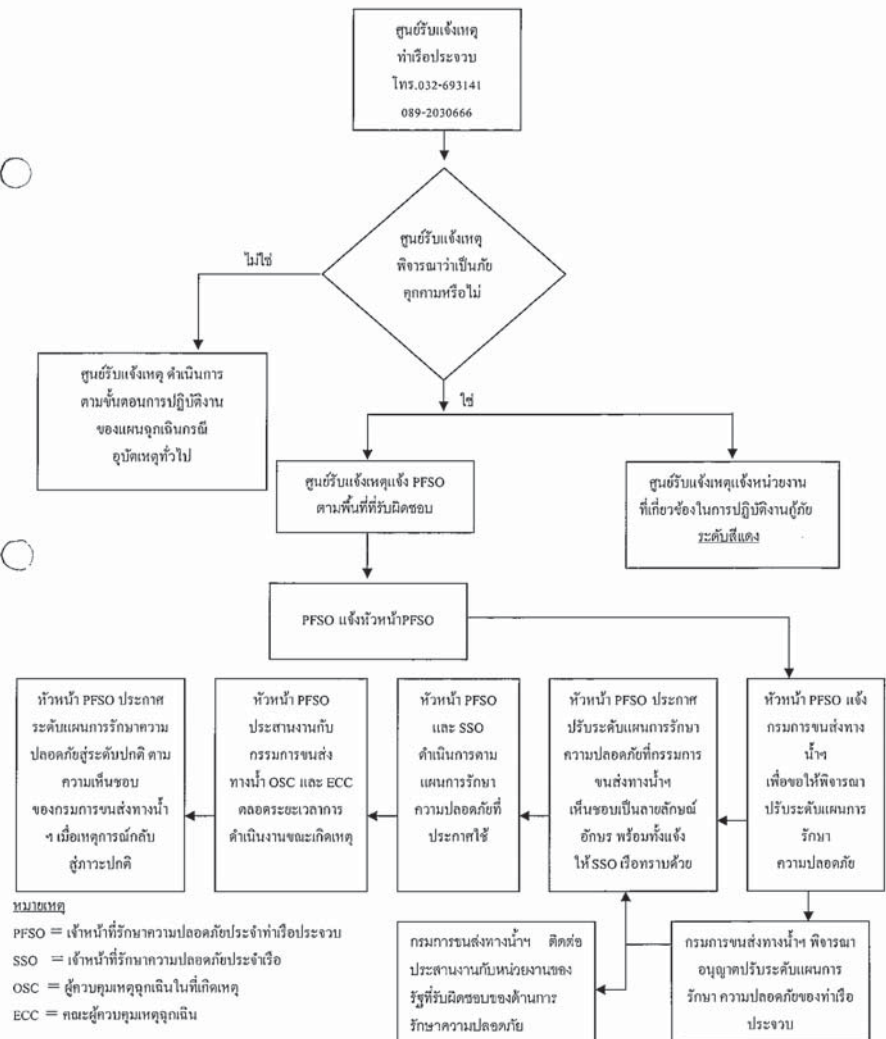 ศูนย์รับแจ้งเหตุ
ท่าเรือประจวบ
โทร.032-693141
089-2030666
ศูนย์รับแจ้งเหตุ
พิจารณาว่าเป็นภัย
คุกคามหรือไม่
ไม่ใช่
ใช่
ศูนย์รับแจ้งเหตุ ดำเนินการ
ตามขั้นตอนการปฏิบัติงาน
ของแผนฉุกเฉินกรณี
อุบัตเหตุทั่วไป
ศูนย์รับแจ้งเหตุแจ้ง PFSO
ตามพื้นที่ที่รับผิดชอบ
ศูนย์รับแจ้งเหตุแจ้งหน่วยงาน
ที่เกี่ยวข้องในการปฏิบัติงานกู้ภัย
ระดับสีแดง
PFSO แจ้งหัวหน้าPFSO
หัวหน้า PFSO แจ้ง
กรมการขนส่งทาง
น้ำฯ
เพื่อขอให้พิจารณา
ปรับระดับแผนการ
รักษา
ความปลอดภัย
หัวหน้า PFSO ประกาศ
ปรับระดับแผนการรักษา
ความปลอดภัยที่กรรมการ
ขนส่งทางน้ำฯ
เห็นชอบเป็นลายลักษณ์
อักษร พร้อมทั้งแจ้ง
ให้ SSO เรือทราบด้วย
หัวหน้า PFSO
และ SSO
ดำเนินการตาม
แผนการรักษา
ความปลอดภัยที่
ประกาศใช้
หัวหน้า PFSO
ประสานงานกับ
กรรมการขนส่ง
ทางน้ำ OSC และ ECC
ตลอดระยะเวลาการ
ดำเนินงานขณะเกิดเหตุ
หัวหน้า PFSO ประกาศ
ระดับแผนการรักษาความ
ปลอดภัยสู่ระดับปกติ ตาม
ความเห็นชอบ
ของกรมการขนส่งทางน้ำ
ฯ เมื่อเหตุการณ์กลับ
สู่ภาวะปกติ
กรมการขนส่งทางน้ำฯ พิจารณา
อนุญาตปรับระดับแผนการ
รักษา ความปลอดภัยของท่าเรือ
ประจวบ
กรมการขนส่งทางน้ำฯ ติดต่อ
ประสานงานกับหน่วยงานของ
รัฐที่รับผิดชอบของด้านการ
รักษาความปลอดภัย
หมายเหตุ
PFSO = เจ้าหน้าที่รักษาความปลอดภัยประจำท่าเรือประจวบ
SSO = เจ้าหน้าที่รักษาความปลอดภัยประจำเรือ
OSC = ผู้ควบคุมเหตุฉุกเฉินในที่เกิดเหตุ
ECC = คณะผู้ควบคุมเหตุฉุกเฉิน